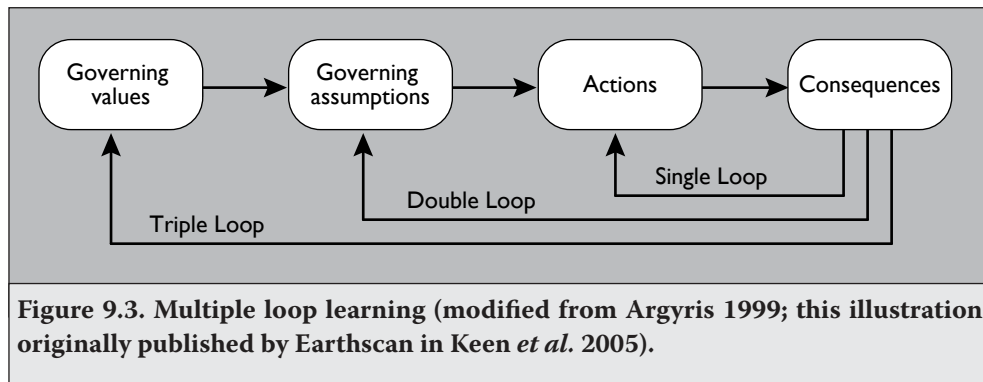 Governing
values
Governing
assumptions
Actions
Consequences
Single Loop
Double Loop
Triple Loop
Figure 9.3. Multiple loop learning (modified from Argyris 1999; this illustration
originally published by Earthscan in Keen et al. 2005).